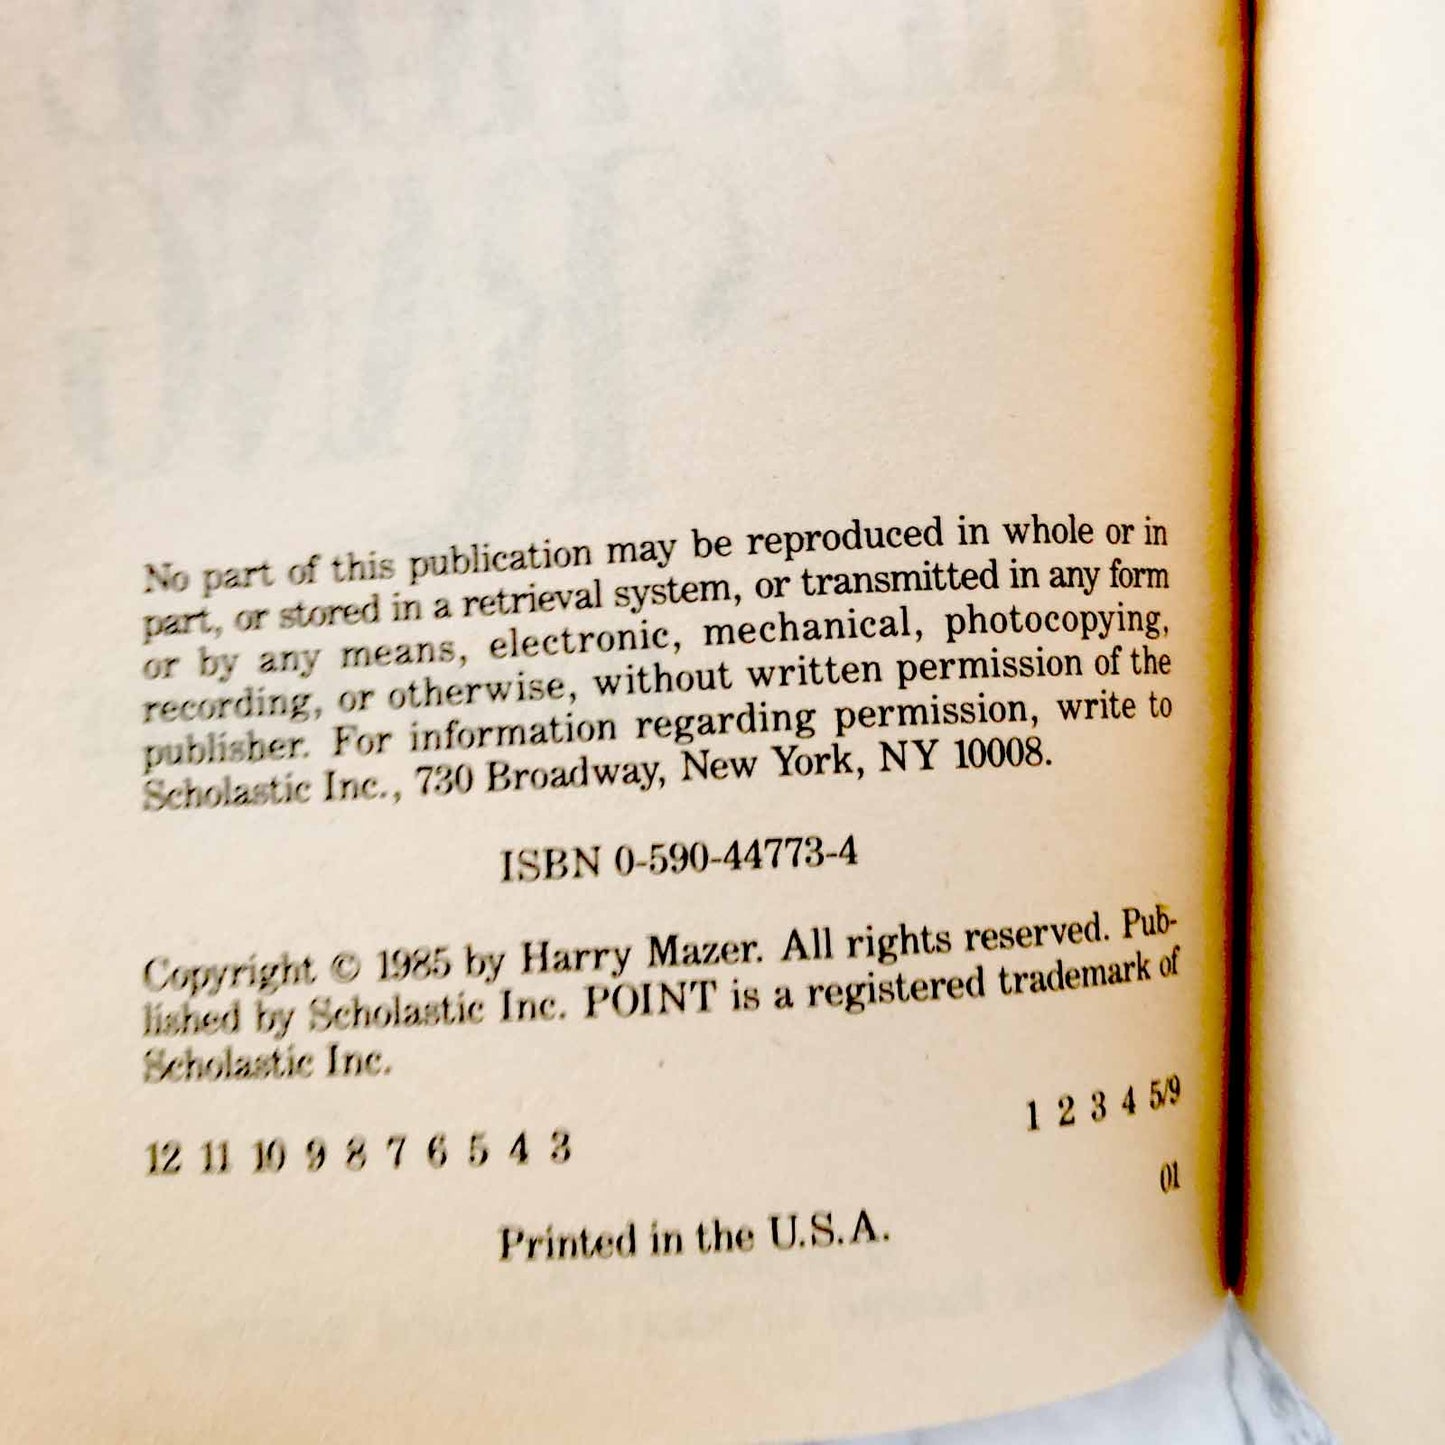 No part of this publication may be reproduced in whole or in
part, or stored in a retrieval system, or transmitted in any form
or by any means, electronic, mechanical, photocopying,
recording, or otherwise, without written permission of the
publisher. For information regarding permission, write to
Scholastic Inc., 730 Broadway, New York, NY 10008.
ISBN 0-590-44773-4
Copyright © 1985 by Harry Mazer. All rights reserved. Pub-
lished by Scholastic Inc. POINT is a registered trademark of
Scholastic Inc.
12 11 10 9 8 7 6 5 4 3 1 2 3 4 5/9
01
Printed in the U.S.A.